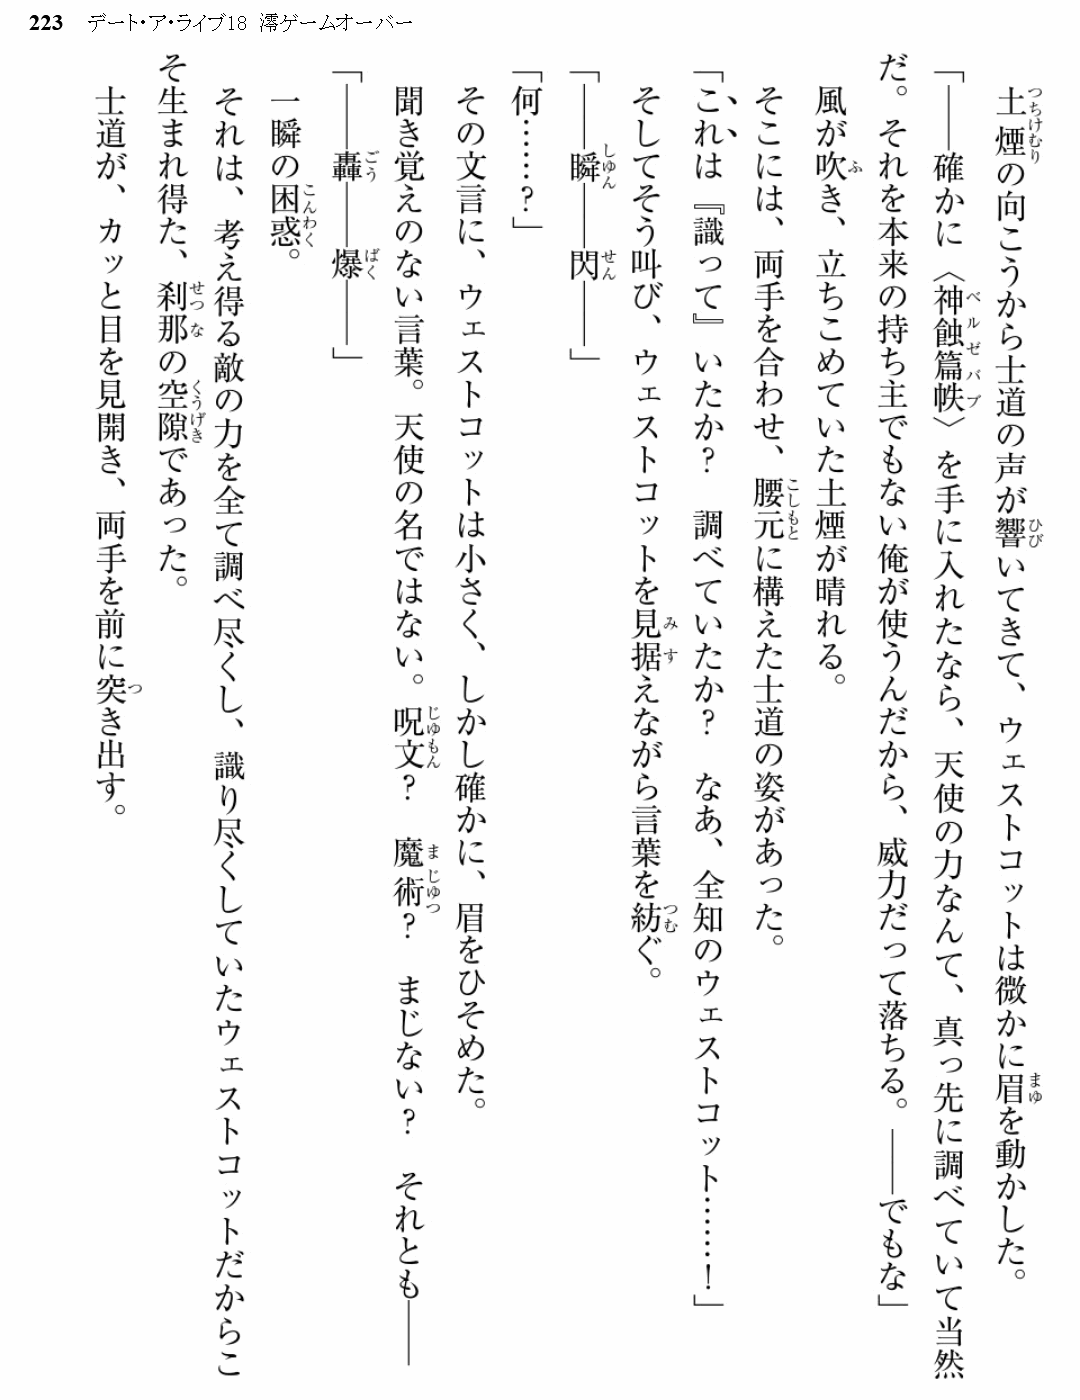 223 デート・ア・ライブ18 澪ゲームオーバー
土煙の向こうから士道の声が響いてきて、ウェストコットは微かに眉を動かした。
「――確かに〈神蝕篇帙〉を手に入れたなら、天使の力なんて、真っ先に調べていて当然
だ。それを本来の持ち主でもない俺が使うんだから、威力だって落ちる。――でもな」
風が吹き、立ちこめていた土煙が晴れる。
そこには、両手を合わせ、腰元に構えた士道の姿があった。
「これは『識って』いたか？　調べていたか？　なあ、全知のウェストコット……！」
そしてそう叫び、ウェストコットを見据えながら言葉を紡ぐ。
「――瞬――閃――」
「何……？」
その文言に、ウェストコットは小さく、しかし確かに、眉をひそめた。
聞き覚えのない言葉。天使の名ではない。呪文？　魔術？　まじない？　それとも――
「――轟――爆――」
一瞬の困惑。
それは、考え得る敵の力を全て調べ尽くし、識り尽くしていたウェストコットだからこ
そ生まれ得た、刹那の空隙であった。
士道が、カッと目を見開き、両手を前に突き出す。